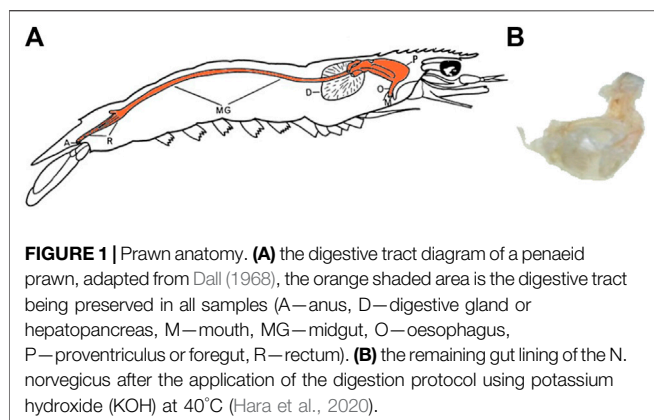 A
B
P
D
O
MG
A
R
FIGURE 1 | Prawn anatomy. (A) the digestive tract diagram of a penaeid
prawn, adapted from Dall (1968), the orange shaded area is the digestive tract
being preserved in all samples (A—anus, D—digestive gland or
hepatopancreas, M—mouth, MG—midgut, O—oesophagus,
P—proventriculus or foregut, R—rectum). (B) the remaining gut lining of the N.
norvegicus after the application of the digestion protocol using potassium
hydroxide (KOH) at 40°C (Hara et al., 2020).